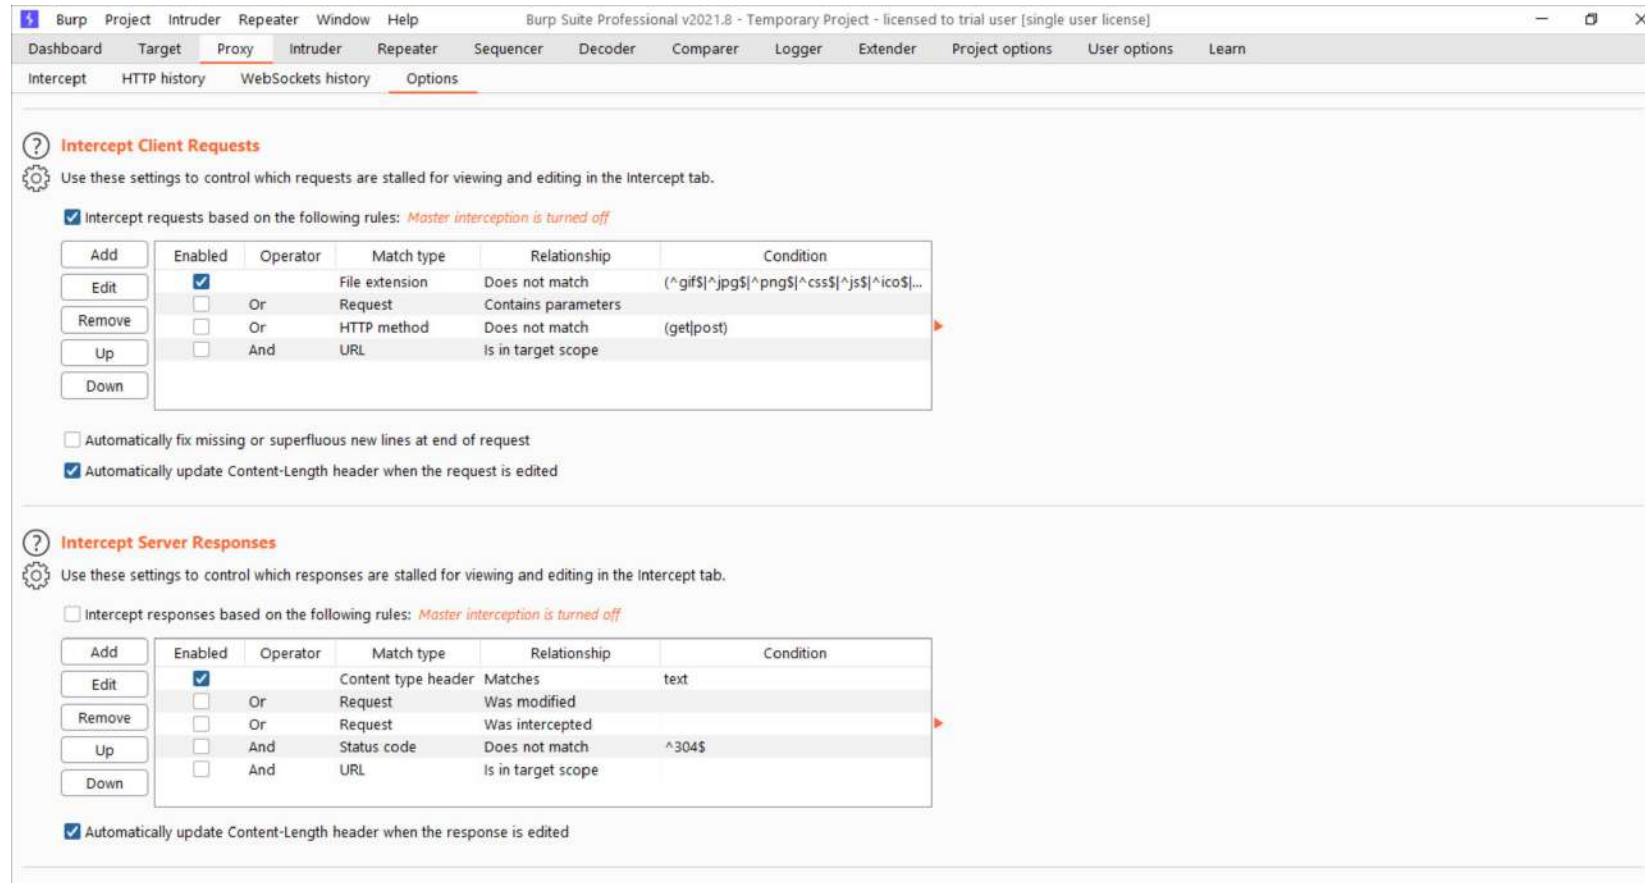 Burp Project Intruder Repeater Window Help Burp Suite Professional v2021.8 - Temporary Project - licensed to trial user [single user license]
Dashboard Target Proxy Intruder Repeater Sequencer Decoder Comparer Logger Extender Project options User options Learn
Intercept HTTP history WebSockets history Options
Intercept Client Requests
Use these settings to control which requests are stalled for viewing and editing in the Intercept tab.
Intercept requests based on the following rules: Master interception is turned off
Add Enabled Operator Match type Relationship Condition
Edit File extension Does not match (^gif$|^jpg$|^png$|^css$|^js$|^ico$|...
Or Request Contains parameters
Remove Or HTTP method Does not match (get|post)
Up And URL Is in target scope
Down
Automatically fix missing or superfluous new lines at end of request
Automatically update Content-Length header when the request is edited
Intercept Server Responses
Use these settings to control which responses are stalled for viewing and editing in the Intercept tab.
Intercept responses based on the following rules: Master interception is turned off
Add Enabled Operator Match type Relationship Condition
Edit Content type header Matches text
Or Request Was modified
Remove Or Request Was intercepted
Up And Status code Does not match ^304$
And URL Is in target scope
Down
Automatically update Content-Length header when the response is edited